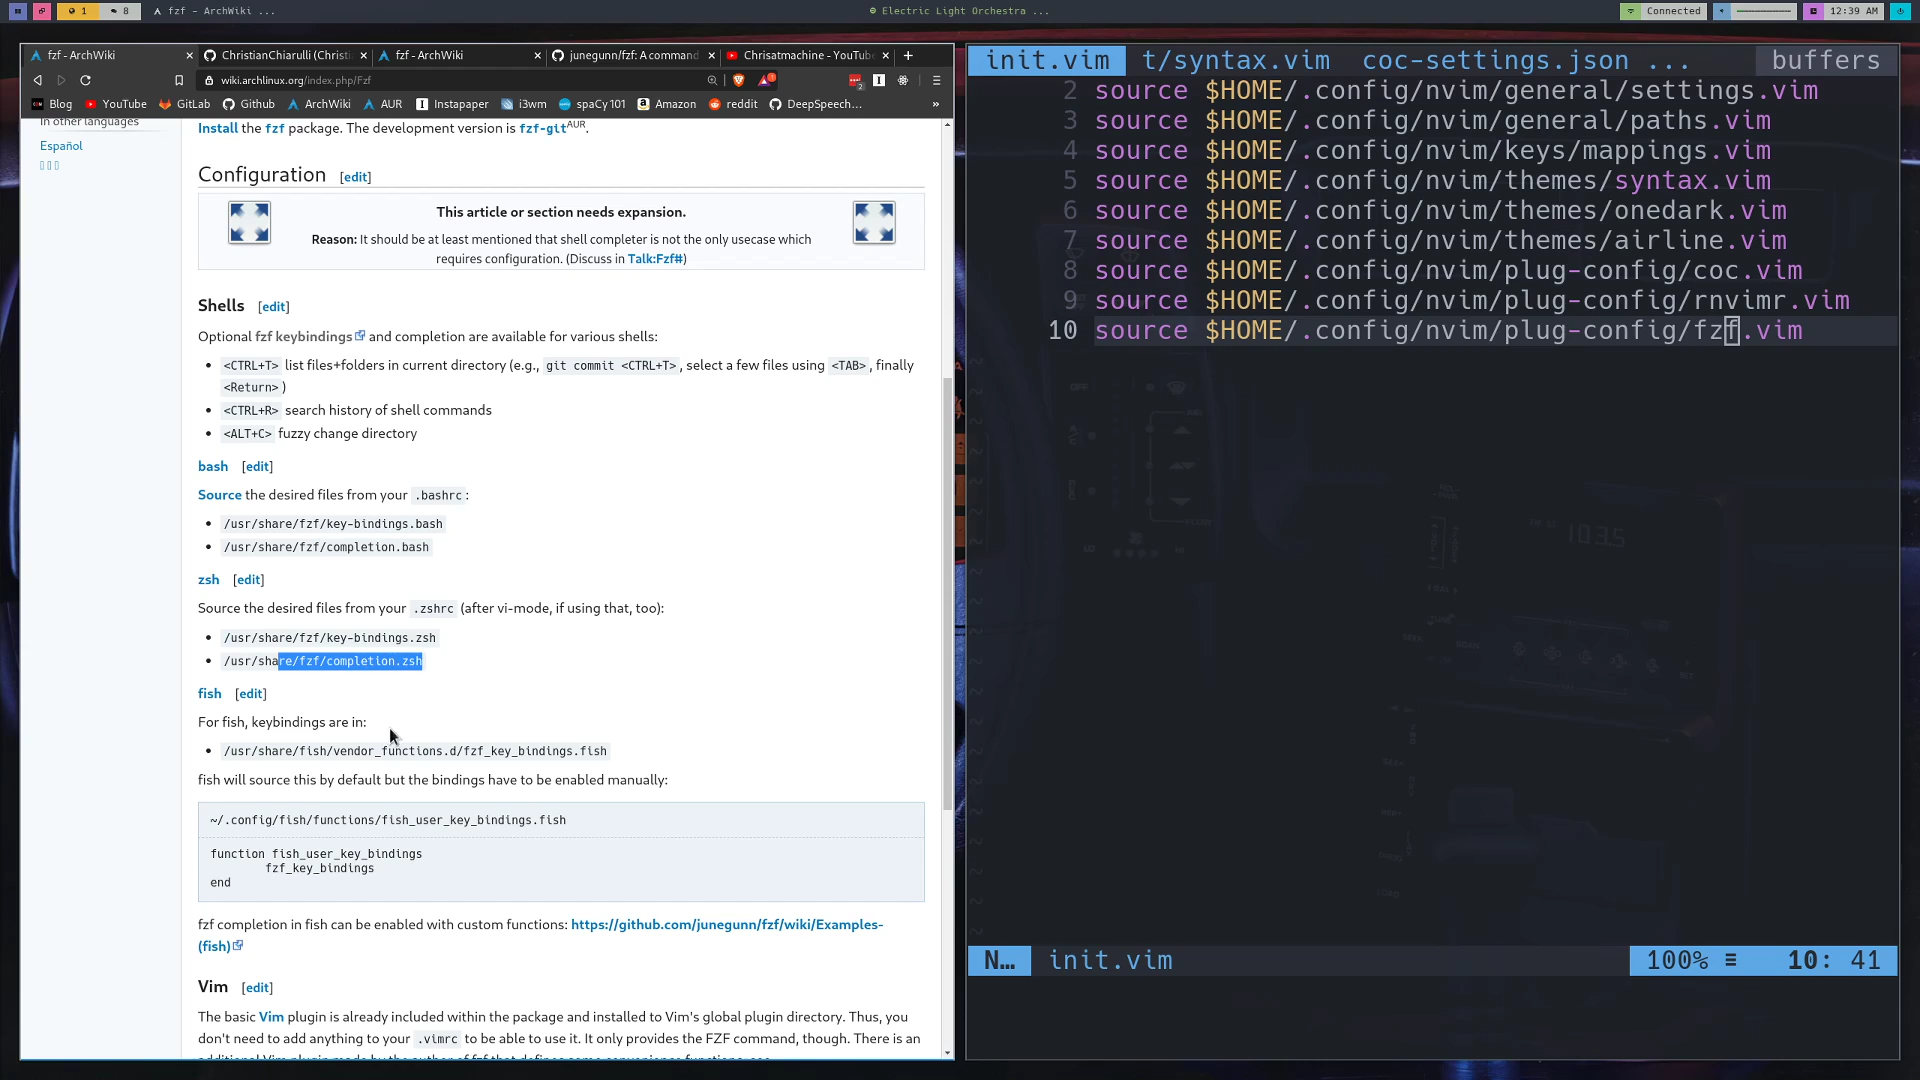 1
8
fzf - ArchWiki ...
Electric Light Orchestra ...
Connected
12:39 AM
fzf - ArchWiki
ChristianChiarulli (Christi
fzf - ArchWiki
junegunn/fzf: A command
Chrisatmachine - YouTube
wiki.archlinux.org/index.php/Fzf
Blog
YouTube
GitLab
Github
ArchWiki
AUR
Instapaper
i3wm
spaCy101
Amazon
reddit
DeepSpeech...
»
In other languages
Español
Install the fzf package. The development version is fzf-gitAUR.
Configuration [edit]
This article or section needs expansion.
Reason: It should be at least mentioned that shell completer is not the only usecase which
requires configuration. (Discuss in Talk:Fzf#)
Shells [edit]
Optional fzf keybindings and completion are available for various shells:
• <CTRL+T> list files+folders in current directory (e.g., git commit <CTRL+T>, select a few files using <TAB>, finally
<Return>)
• <CTRL+R> search history of shell commands
• <ALT+C> fuzzy change directory
bash [edit]
Source the desired files from your .bashrc:
• /usr/share/fzf/key-bindings.bash
• /usr/share/fzf/completion.bash
zsh [edit]
Source the desired files from your .zshrc (after vi-mode, if using that, too):
• /usr/share/fzf/key-bindings.zsh
• /usr/share/fzf/completion.zsh
fish [edit]
For fish, keybindings are in:
• /usr/share/fish/vendor_functions.d/fzf_key_bindings.fish
fish will source this by default but the bindings have to be enabled manually:
~/.config/fish/functions/fish_user_key_bindings.fish
function fish_user_key_bindings
fzf_key_bindings
end
fzf completion in fish can be enabled with custom functions: https://github.com/junegunn/fzf/wiki/Examples-
(fish)
Vim [edit]
The basic Vim plugin is already included within the package and installed to Vim's global plugin directory. Thus, you
don't need to add anything to your .vimrc to be able to use it. It only provides the FZF command, though. There is an
init.vim t/syntax.vim coc-settings.json ... buffers
2 source $HOME/.config/nvim/general/settings.vim
3 source $HOME/.config/nvim/general/paths.vim
4 source $HOME/.config/nvim/keys/mappings.vim
5 source $HOME/.config/nvim/themes/syntax.vim
6 source $HOME/.config/nvim/themes/onedark.vim
7 source $HOME/.config/nvim/themes/airline.vim
8 source $HOME/.config/nvim/plug-config/coc.vim
9 source $HOME/.config/nvim/plug-config/rnvimr.vim
10 source $HOME/.config/nvim/plug-config/fzf.vim
103.5
N… init.vim 100% ≡ 10: 41